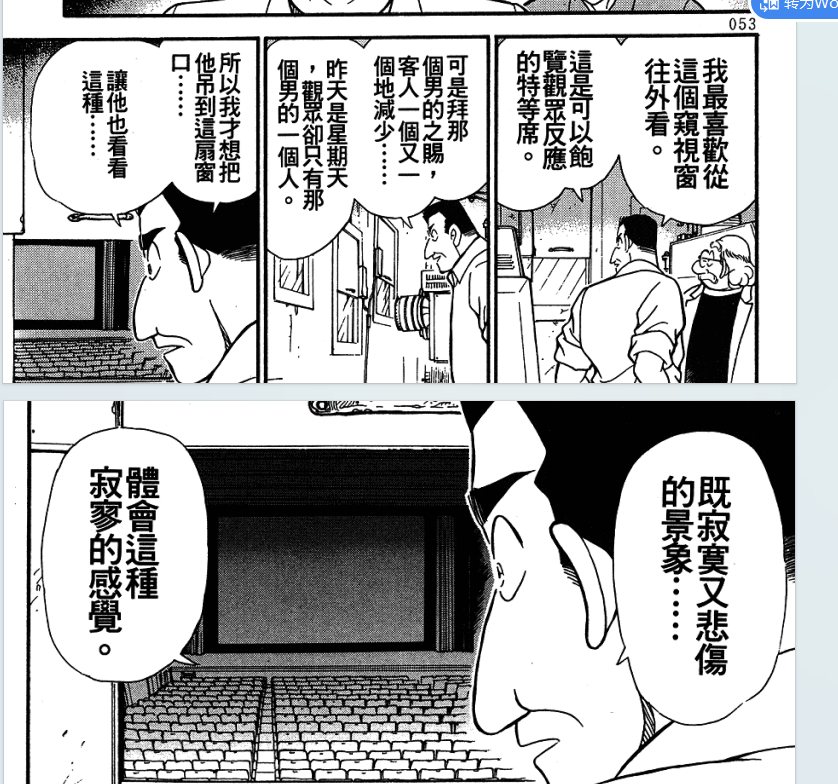 转为Wo
053
我最喜歡從
這個窺視窗
往外看。
這是可以飽
覽觀眾反應
的特等席。
可是拜那
個男的之賜，
客人一個又一
個地減少……
昨天是星期天
，觀眾卻只有那
個男的一個人。
所以我才想把
他吊到這扇窗
口……
讓他也看看
這種……
既寂寞又悲傷
的景象……
體會這種
寂寥的感覺。